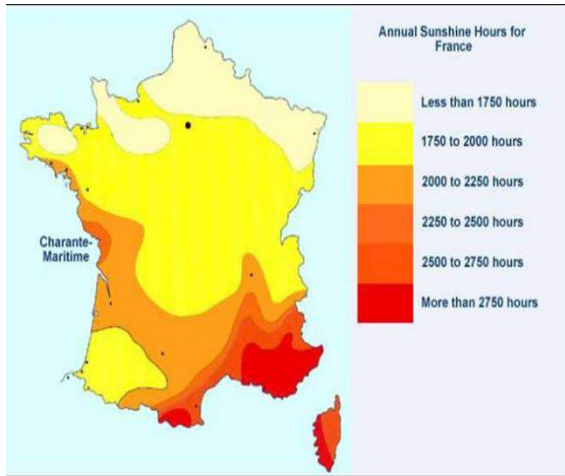 Annual Sunshine Hours for
France
Less than 1750 hours
1750 to 2000 hours
2000 to 2250 hours
2250 to 2500 hours
2500 to 2750 hours
More than 2750 hours
Charante-
Maritime